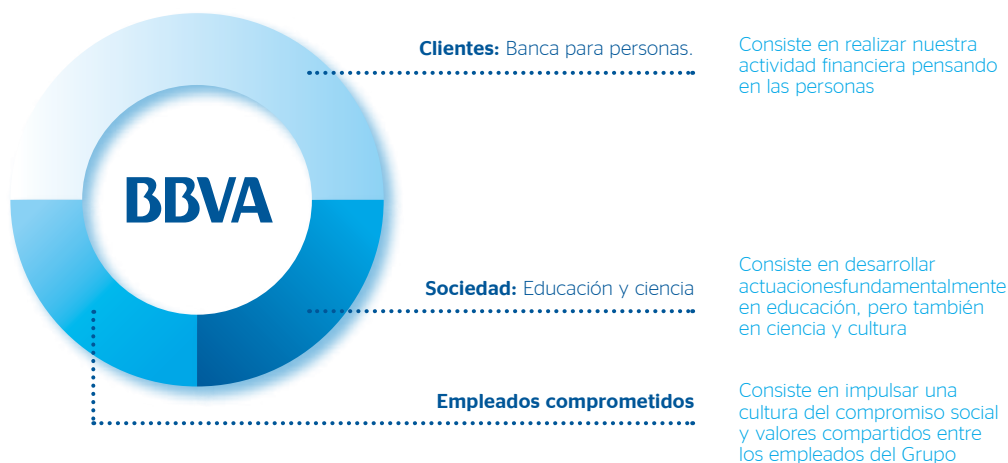 BBVA
Clientes: Banca para personas.
Consiste en realizar nuestra
actividad financiera pensando
en las personas
Sociedad: Educación y ciencia
Consiste en desarrollar
actuacionesfundamentalmente
en educación, pero también
en ciencia y cultura
Empleados comprometidos
Consiste en impulsar una
cultura del compromiso social
y valores compartidos entre
los empleados del Grupo